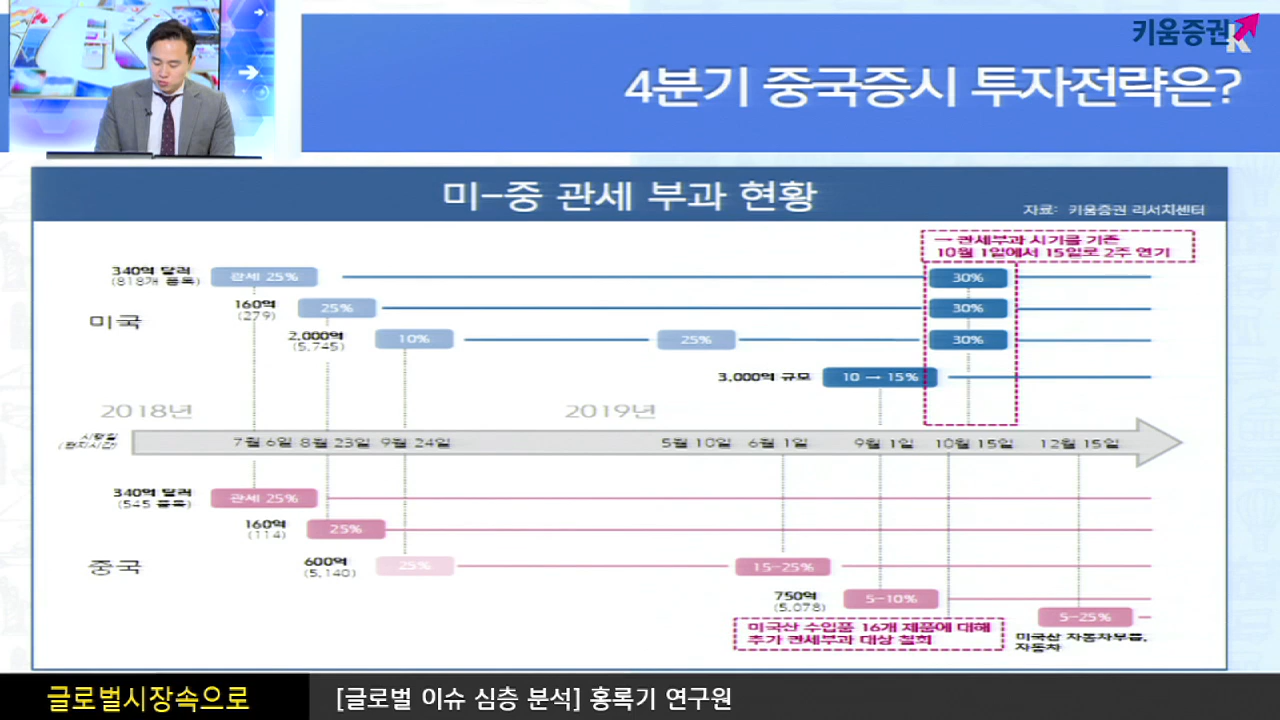 키움증권
4분기 중국증시 투자전략은?
미-중 관세 부과 현황
자료: 키움증권 리서치센터
→ 관세부과 시기를 기존
10월 1일에서 15일로 2주 연기
340억 달러
(818개 품목)
관세 25%
30%
160억
(279)
25%
30%
미국
2,000억
(5,745)
10%
25%
30%
3,000억 규모
10 → 15%
2018년
2019년
시행일
(현지시간)
7월 6일 8월 23일 9월 24일
5월 10일 6월 1일
9월 1일
10월 15일
12월 15일
340억 달러
(545 품목)
관세 25%
160억
(114)
25%
중국
600억
(5,140)
25%
15-25%
750억
(5,078)
5-10%
5-25%
미국산 수입품 16개 제품에 대해
추가 관세부과 대상 철회
미국산 자동차부품,
자동차
글로벌시장속으로
[글로벌 이슈 심층 분석] 홍록기 연구원